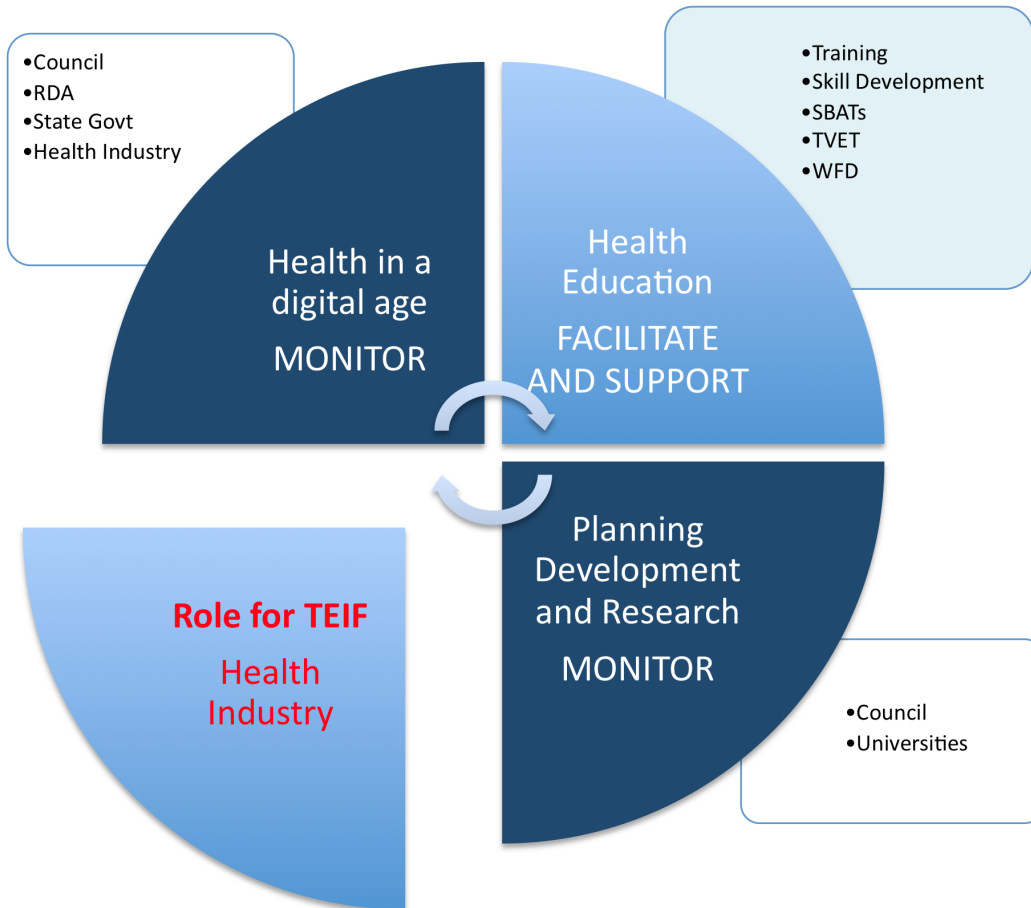 •Council
•RDA
•State Govt
•Health Industry
•Training
•Skill Development
•SBATs
•TVET
•WFD
Health in a
digital age
MONITOR
Health
Education
FACILITATE
AND SUPPORT
Role for TEIF
Health
Industry
Planning
Development
and Research
MONITOR
•Council
•Universities